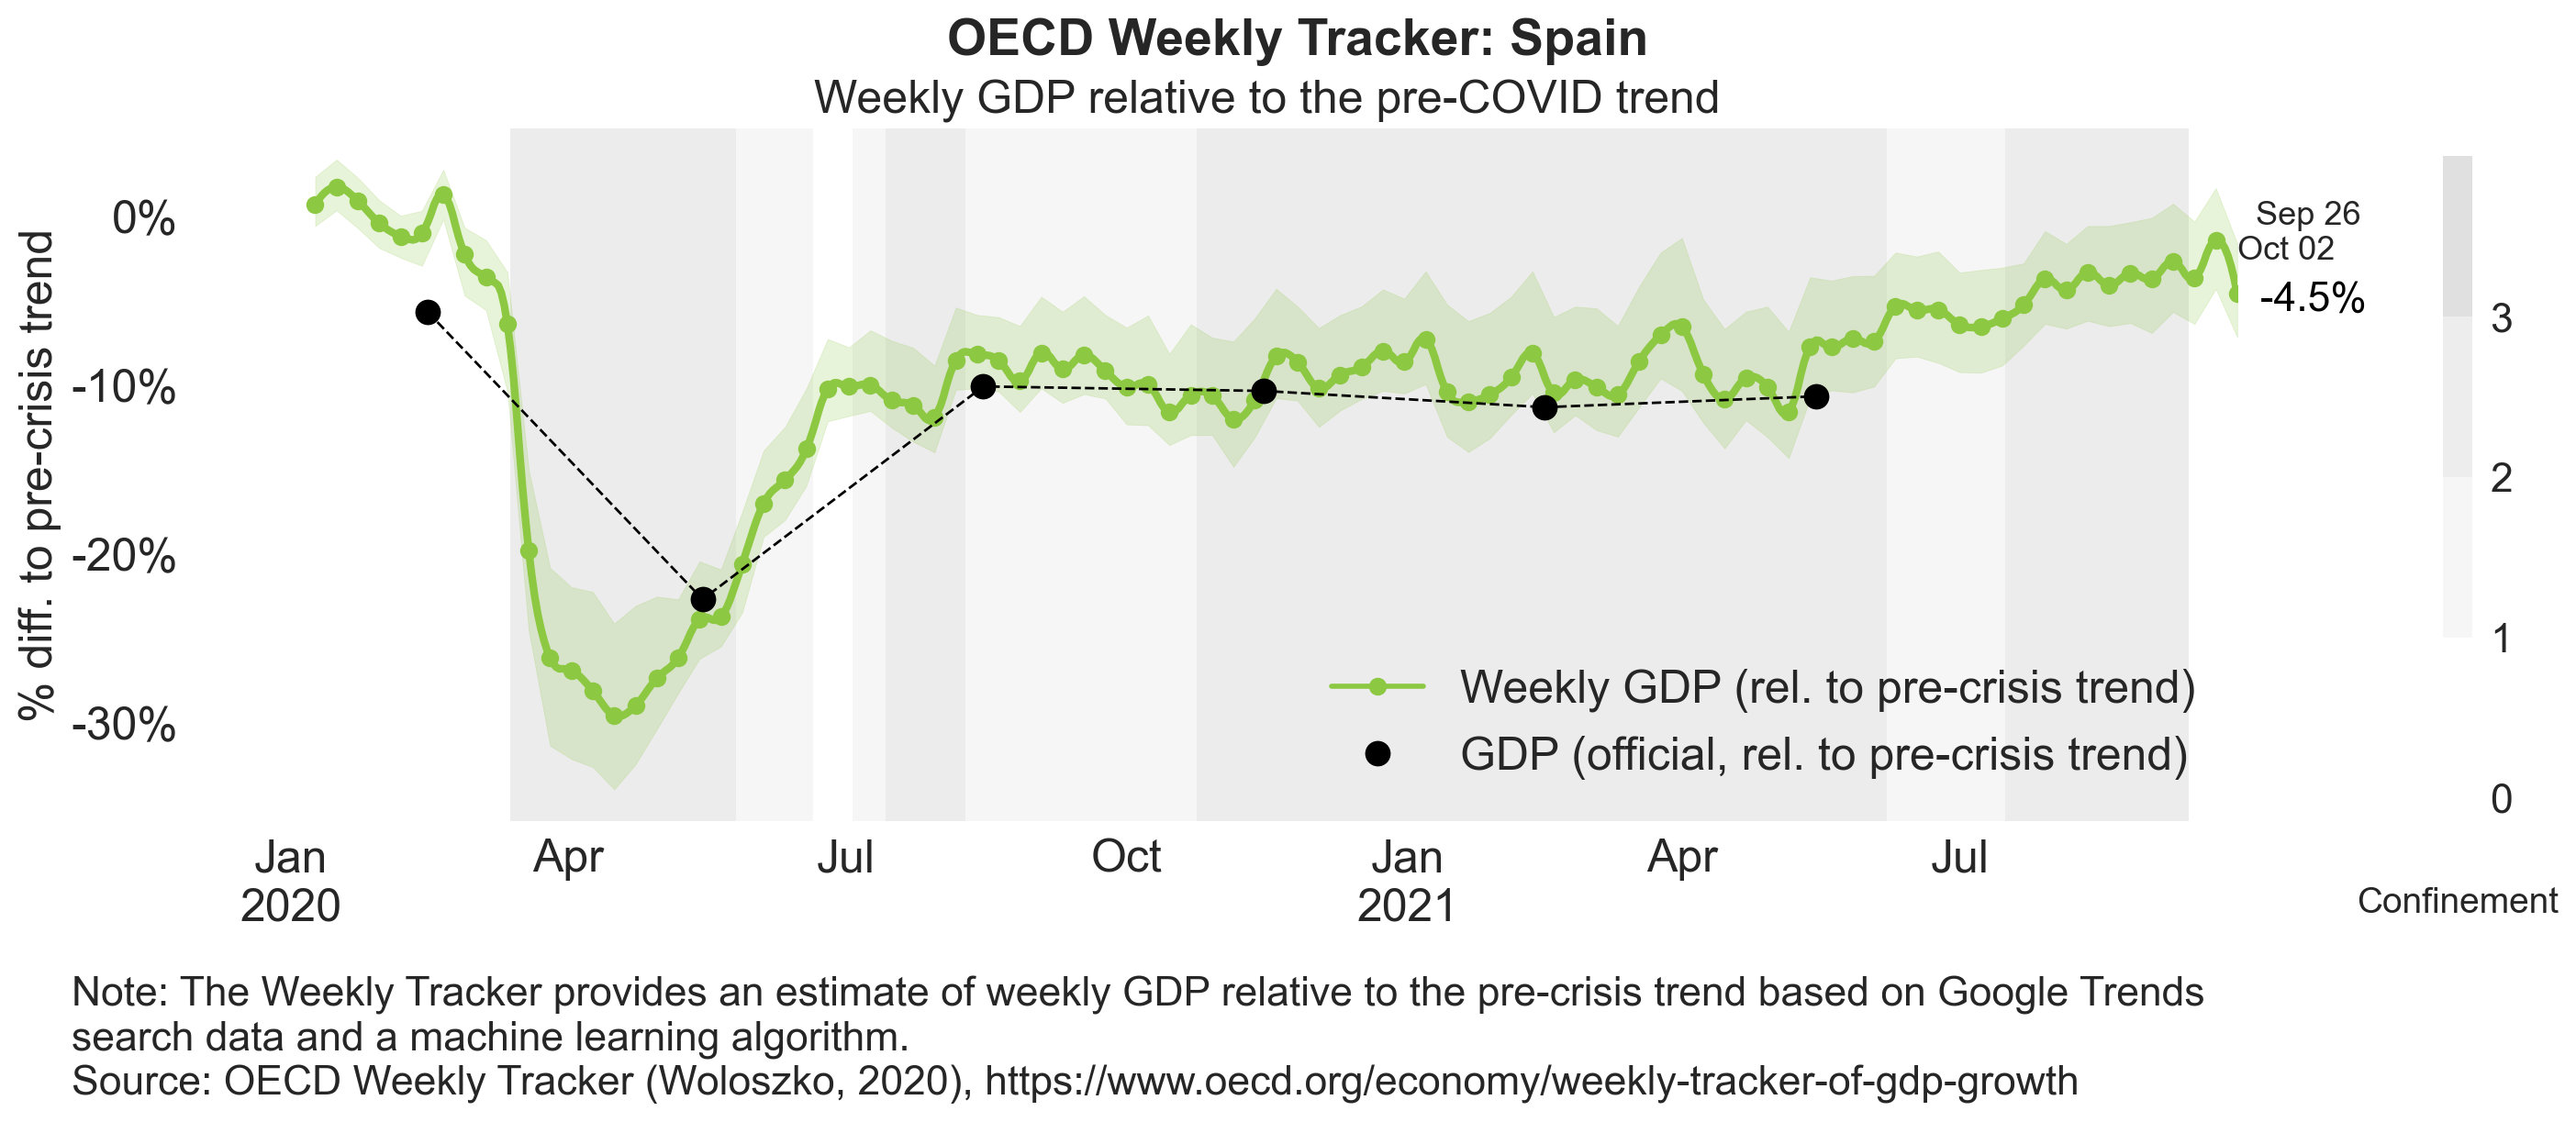 OECD Weekly Tracker: Spain
Weekly GDP relative to the pre-COVID trend
% diff. to pre-crisis trend
0%
-10%
-20%
-30%
Sep 26
Oct 02
-4.5%
3
2
1
0
Weekly GDP (rel. to pre-crisis trend)
GDP (official, rel. to pre-crisis trend)
Jan
2020
Apr
Jul
Oct
Jan
2021
Apr
Jul
Confinement
Note: The Weekly Tracker provides an estimate of weekly GDP relative to the pre-crisis trend based on Google Trends
search data and a machine learning algorithm.
Source: OECD Weekly Tracker (Woloszko, 2020), https://www.oecd.org/economy/weekly-tracker-of-gdp-growth